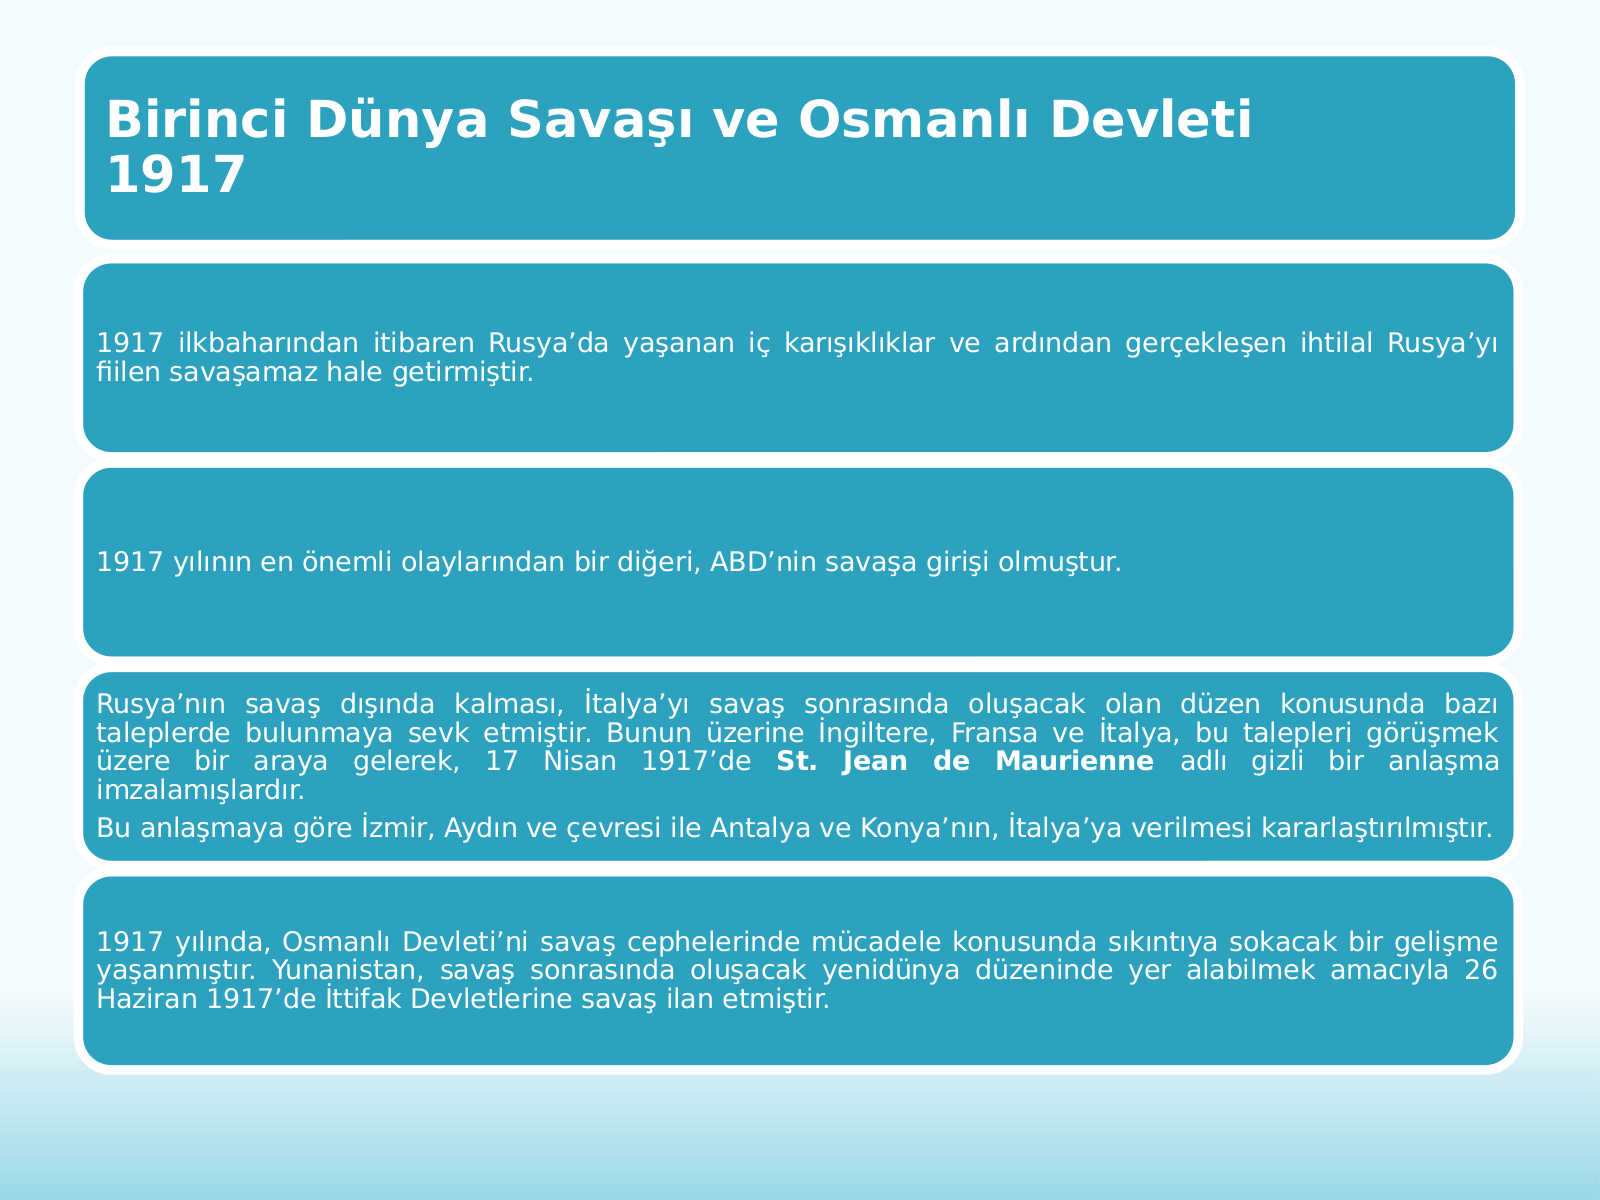 Birinci Dünya Savaşı ve Osmanlı Devleti
1917
1917 ilkbaharından itibaren Rusya’da yaşanan iç karışıklıklar ve ardından gerçekleşen ihtilal Rusya’yı
fiilen savaşamaz hale getirmiştir.
1917 yılının en önemli olaylarından bir diğeri, ABD’nin savaşa girişi olmuştur.
Rusya’nın savaş dışında kalması, İtalya’yı savaş sonrasında oluşacak olan düzen konusunda bazı
taleplerde bulunmaya sevk etmiştir. Bunun üzerine İngiltere, Fransa ve İtalya, bu talepleri görüşmek
üzere bir araya gelerek, 17 Nisan 1917’de St. Jean de Maurienne adlı gizli bir anlaşma
imzalamışlardır.
Bu anlaşmaya göre İzmir, Aydın ve çevresi ile Antalya ve Konya’nın, İtalya’ya verilmesi kararlaştırılmıştır.
1917 yılında, Osmanlı Devleti’ni savaş cephelerinde mücadele konusunda sıkıntıya sokacak bir gelişme
yaşanmıştır. Yunanistan, savaş sonrasında oluşacak yenidünya düzeninde yer alabilmek amacıyla 26
Haziran 1917’de İttifak Devletlerine savaş ilan etmiştir.